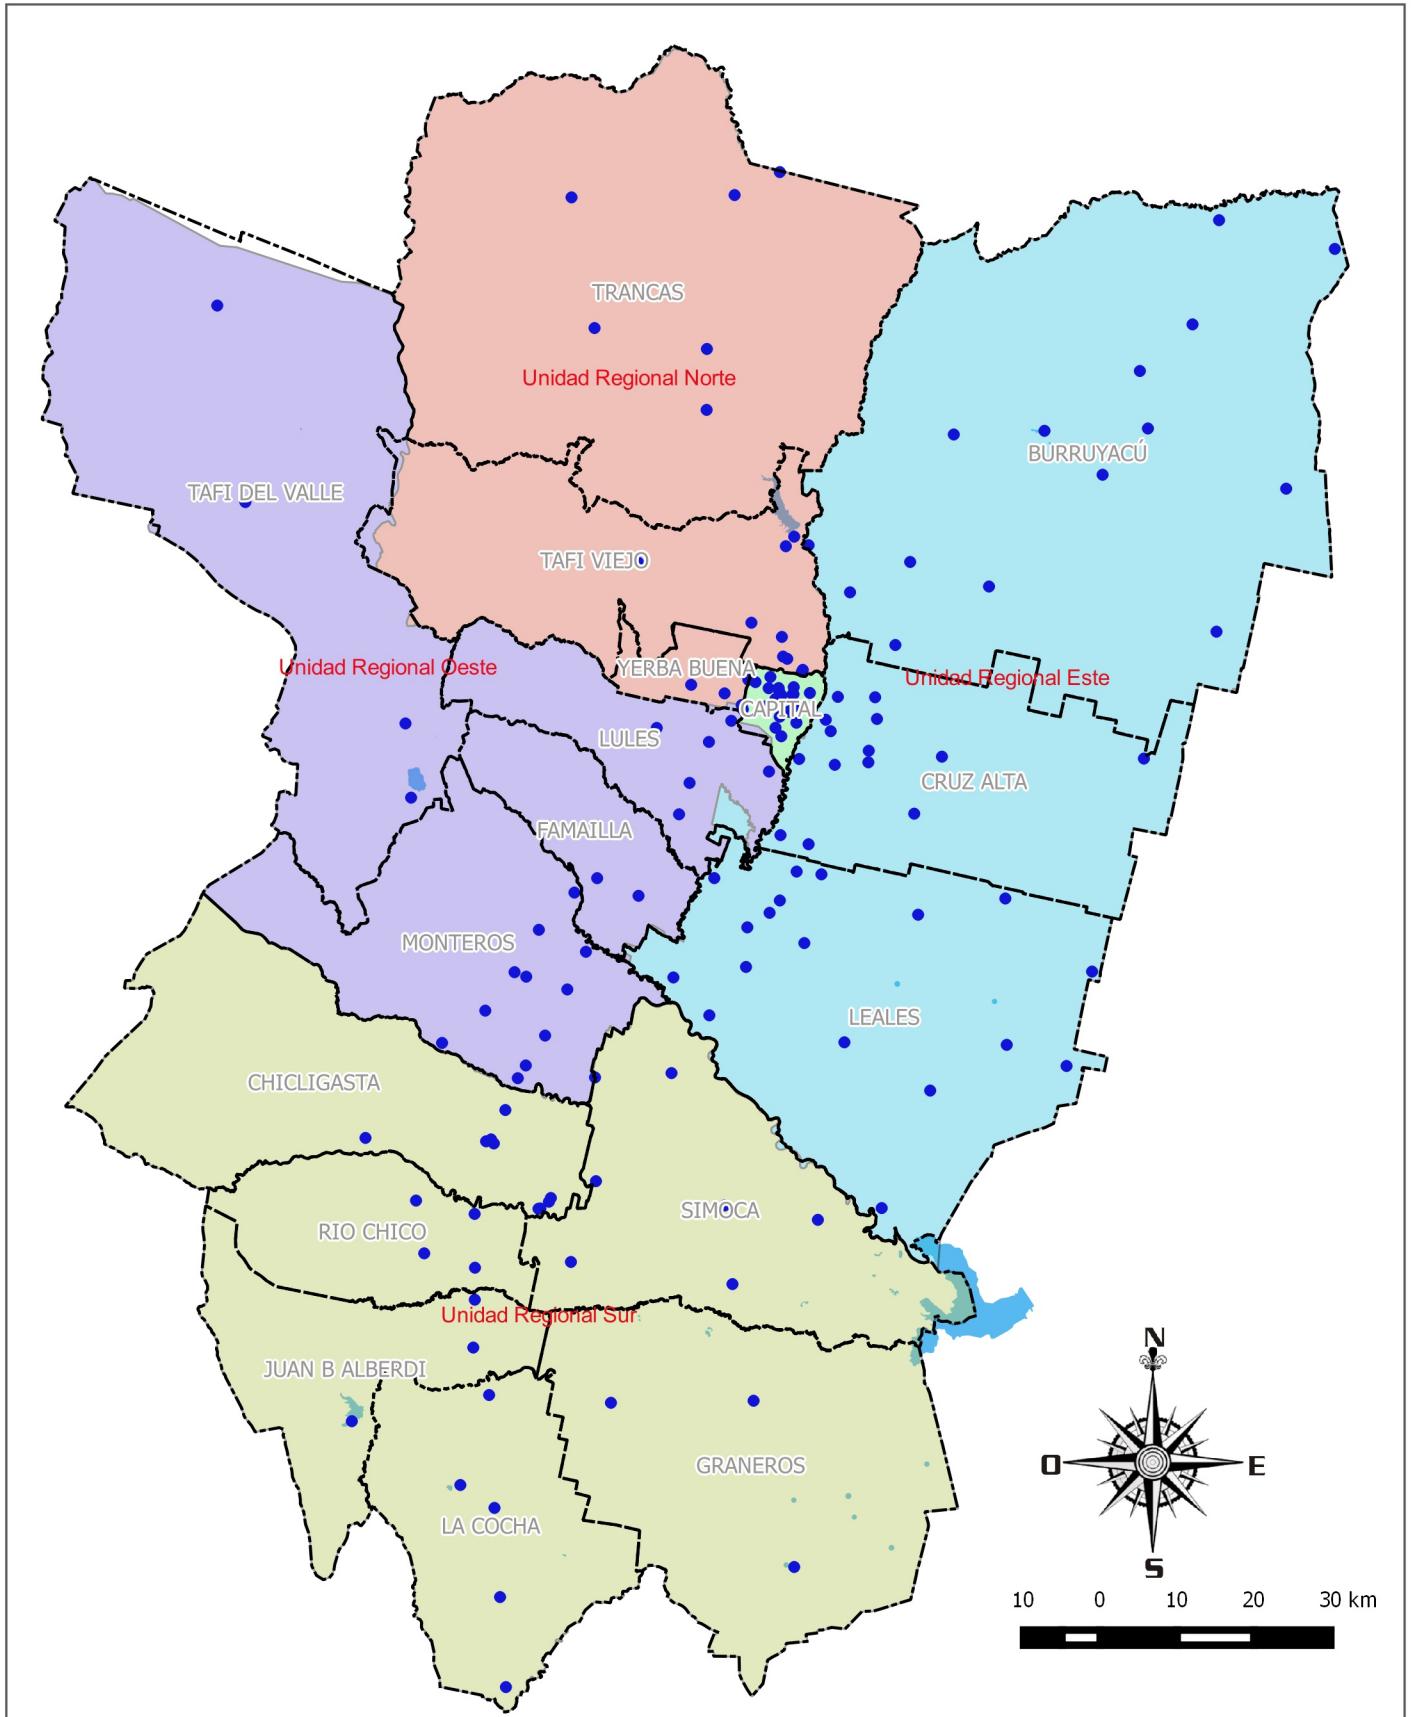 TRANCAS
Unidad Regional Norte
BURRUYACÚ
TAFI DEL VALLE
TAFI VIEJO
Unidad Regional Oeste
YERBA BUENA
Unidad Regional Este
CAPITAL
LULES
CRUZ ALTA
FAMAILLA
MONTEROS
LEALES
CHICLIGASTA
SIMOCA
RIO CHICO
Unidad Regional Sur
JUAN B ALBERDI
GRANEROS
LA COCHA
N
O
E
S
10 0 10 20 30 km